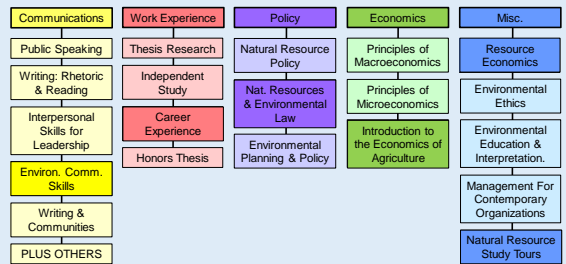 Communications
Public Speaking
Writing: Rhetoric
& Reading
Interpersonal
Skills for
Leadership
Environ. Comm.
Skills
Writing &
Communities
PLUS OTHERS
Work Experience
Thesis Research
Independent
Study
Career
Experience
Honors Thesis
Policy
Natural Resource
Policy
Nat. Resources
& Environmental
Law
Environmental
Planning & Policy
Economics
Principles of
Macroeconomics
Principles of
Microeconomics
Introduction to
the Economics of
Agriculture
Misc.
Resource
Economics
Environmental
Ethics
Environmental
Education &
Interpretation.
Management For
Contemporary
Organizations
Natural Resource
Study Tours